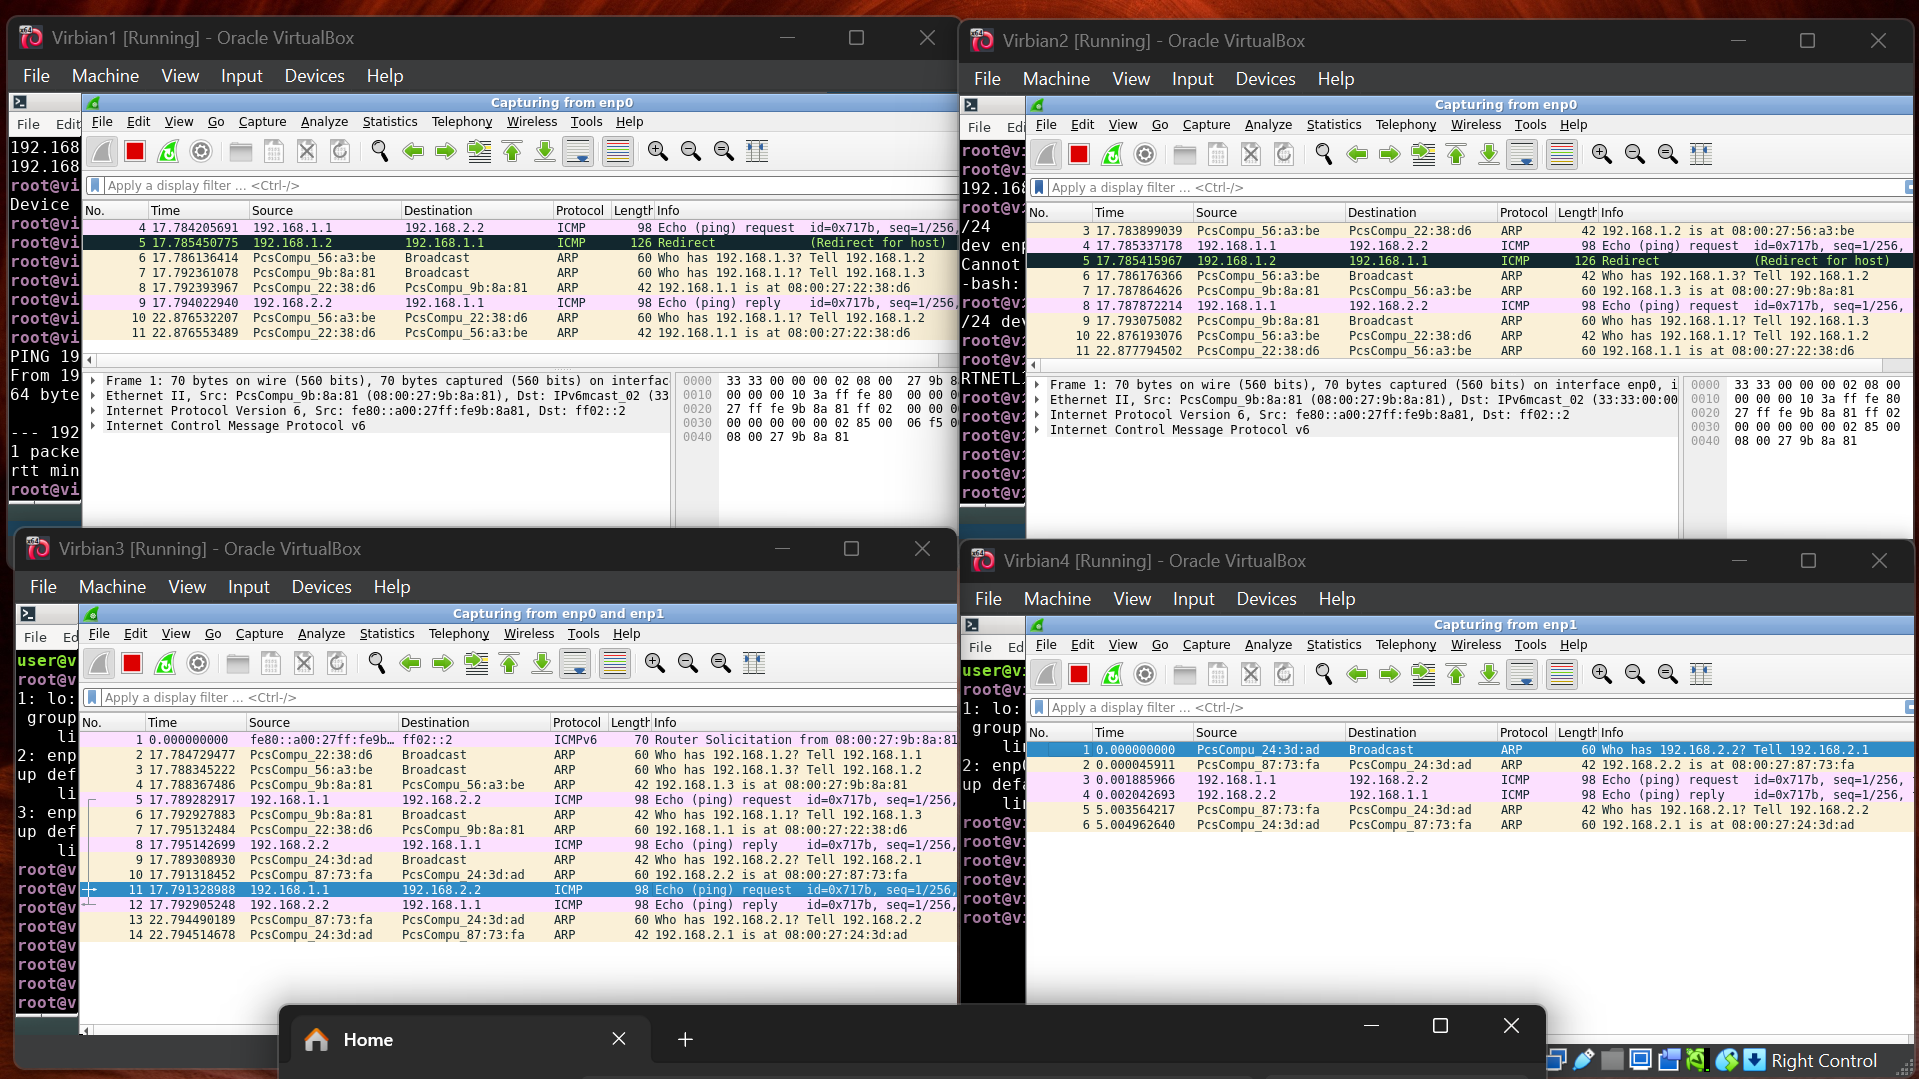 Virbian1 [Running] - Oracle VirtualBox
File Machine View Input Devices Help
File Edit
192.168
192.168
root@vi
Device
root@vi
root@vi
root@vi
root@vi
root@vi
root@vi
root@vi
PING 19
From 19
64 byte
--- 192
1 packe
rtt min
root@vi
Capturing from enp0
File Edit View Go Capture Analyze Statistics Telephony Wireless Tools Help
Apply a display filter ... <Ctrl-/>
No. Time Source Destination Protocol Length Info
4 17.784205691 192.168.1.1 192.168.2.2 ICMP 98 Echo (ping) request id=0x717b, seq=1/256,
5 17.785450775 192.168.1.2 192.168.1.1 ICMP 126 Redirect (Redirect for host)
6 17.786136414 PcsCompu_56:a3:be Broadcast ARP 60 Who has 192.168.1.3? Tell 192.168.1.2
7 17.792361078 PcsCompu_9b:8a:81 Broadcast ARP 60 Who has 192.168.1.1? Tell 192.168.1.3
8 17.792393967 PcsCompu_22:38:d6 PcsCompu_9b:8a:81 ARP 42 192.168.1.1 is at 08:00:27:22:38:d6
9 17.794022940 192.168.2.2 192.168.1.1 ICMP 98 Echo (ping) reply id=0x717b, seq=1/256,
10 22.876532207 PcsCompu_56:a3:be PcsCompu_22:38:d6 ARP 60 Who has 192.168.1.1? Tell 192.168.1.2
11 22.876553489 PcsCompu_22:38:d6 PcsCompu_56:a3:be ARP 42 192.168.1.1 is at 08:00:27:22:38:d6
Frame 1: 70 bytes on wire (560 bits), 70 bytes captured (560 bits) on interfac
Ethernet II, Src: PcsCompu_9b:8a:81 (08:00:27:9b:8a:81), Dst: IPv6mcast_02 (33
Internet Protocol Version 6, Src: fe80::a00:27ff:fe9b:8a81, Dst: ff02::2
Internet Control Message Protocol v6
0000 33 33 00 00 00 02 08 00 27 9b 8
0010 00 00 00 10 3a ff fe 80 00 00 0
0020 27 ff fe 9b 8a 81 ff 02 00 00 0
0030 00 00 00 00 00 02 85 00 06 f5 0
0040 08 00 27 9b 8a 81
Virbian2 [Running] - Oracle VirtualBox
File Machine View Input Devices Help
File Edi
root@vi
root@vi
192.168
root@vi
/24
dev enp
Cannot
-bash:
root@vi
/24 dev
root@vi
root@vi
RTNETLI
root@vi
root@vi
root@vi
root@vi
root@vi
root@vi
Capturing from enp0
File Edit View Go Capture Analyze Statistics Telephony Wireless Tools Help
Apply a display filter ... <Ctrl-/>
No. Time Source Destination Protocol Length Info
3 17.783899039 PcsCompu_56:a3:be PcsCompu_22:38:d6 ARP 42 192.168.1.2 is at 08:00:27:56:a3:be
4 17.785337178 192.168.1.1 192.168.2.2 ICMP 98 Echo (ping) request id=0x717b, seq=1/256,
5 17.785415967 192.168.1.2 192.168.1.1 ICMP 126 Redirect (Redirect for host)
6 17.786176366 PcsCompu_56:a3:be Broadcast ARP 42 Who has 192.168.1.3? Tell 192.168.1.2
7 17.787864626 PcsCompu_9b:8a:81 PcsCompu_56:a3:be ARP 60 192.168.1.3 is at 08:00:27:9b:8a:81
8 17.787872214 192.168.1.1 192.168.2.2 ICMP 98 Echo (ping) request id=0x717b, seq=1/256,
9 17.793075082 PcsCompu_9b:8a:81 Broadcast ARP 60 Who has 192.168.1.1? Tell 192.168.1.3
10 22.876193076 PcsCompu_56:a3:be PcsCompu_22:38:d6 ARP 42 Who has 192.168.1.1? Tell 192.168.1.2
11 22.877794502 PcsCompu_22:38:d6 PcsCompu_56:a3:be ARP 60 192.168.1.1 is at 08:00:27:22:38:d6
Frame 1: 70 bytes on wire (560 bits), 70 bytes captured (560 bits) on interface enp0, i
Ethernet II, Src: PcsCompu_9b:8a:81 (08:00:27:9b:8a:81), Dst: IPv6mcast_02 (33:33:00:00
Internet Protocol Version 6, Src: fe80::a00:27ff:fe9b:8a81, Dst: ff02::2
Internet Control Message Protocol v6
0000 33 33 00 00 00 02 08 00
0010 00 00 00 10 3a ff fe 80
0020 27 ff fe 9b 8a 81 ff 02
0030 00 00 00 00 00 02 85 00
0040 08 00 27 9b 8a 81
Virbian3 [Running] - Oracle VirtualBox
File Machine View Input Devices Help
File Ed
user@v
root@v
1: lo:
group
li
2: enp
up def
li
3: enp
up def
li
root@v
root@v
root@v
root@v
root@v
root@v
root@v
root@v
Capturing from enp0 and enp1
File Edit View Go Capture Analyze Statistics Telephony Wireless Tools Help
Apply a display filter ... <Ctrl-/>
No. Time Source Destination Protocol Length Info
1 0.000000000 fe80::a00:27ff:fe9b… ff02::2 ICMPv6 70 Router Solicitation from 08:00:27:9b:8a:81
2 17.784729477 PcsCompu_22:38:d6 Broadcast ARP 60 Who has 192.168.1.2? Tell 192.168.1.1
3 17.788345222 PcsCompu_56:a3:be Broadcast ARP 60 Who has 192.168.1.3? Tell 192.168.1.2
4 17.788367486 PcsCompu_9b:8a:81 PcsCompu_56:a3:be ARP 42 192.168.1.3 is at 08:00:27:9b:8a:81
5 17.789282917 192.168.1.1 192.168.2.2 ICMP 98 Echo (ping) request id=0x717b, seq=1/256,
6 17.792927883 PcsCompu_9b:8a:81 Broadcast ARP 42 Who has 192.168.1.1? Tell 192.168.1.3
7 17.795132484 PcsCompu_22:38:d6 PcsCompu_9b:8a:81 ARP 60 192.168.1.1 is at 08:00:27:22:38:d6
8 17.795142699 192.168.2.2 192.168.1.1 ICMP 98 Echo (ping) reply id=0x717b, seq=1/256,
9 17.789308930 PcsCompu_24:3d:ad Broadcast ARP 42 Who has 192.168.2.2? Tell 192.168.2.1
10 17.791318452 PcsCompu_87:73:fa PcsCompu_24:3d:ad ARP 60 192.168.2.2 is at 08:00:27:87:73:fa
11 17.791328988 192.168.1.1 192.168.2.2 ICMP 98 Echo (ping) request id=0x717b, seq=1/256,
12 17.792905248 192.168.2.2 192.168.1.1 ICMP 98 Echo (ping) reply id=0x717b, seq=1/256,
13 22.794490189 PcsCompu_87:73:fa PcsCompu_24:3d:ad ARP 60 Who has 192.168.2.1? Tell 192.168.2.2
14 22.794514678 PcsCompu_24:3d:ad PcsCompu_87:73:fa ARP 42 192.168.2.1 is at 08:00:27:24:3d:ad
Virbian4 [Running] - Oracle VirtualBox
File Machine View Input Devices Help
File Ed
user@v
root@v
1: lo:
group
lin
2: enp
up defa
lin
root@v
root@v
root@v
root@v
root@v
root@v
Capturing from enp1
File Edit View Go Capture Analyze Statistics Telephony Wireless Tools Help
Apply a display filter ... <Ctrl-/>
No. Time Source Destination Protocol Length Info
1 0.000000000 PcsCompu_24:3d:ad Broadcast ARP 60 Who has 192.168.2.2? Tell 192.168.2.1
2 0.000045911 PcsCompu_87:73:fa PcsCompu_24:3d:ad ARP 42 192.168.2.2 is at 08:00:27:87:73:fa
3 0.001885966 192.168.1.1 192.168.2.2 ICMP 98 Echo (ping) request id=0x717b, seq=1/256,
4 0.002042693 192.168.2.2 192.168.1.1 ICMP 98 Echo (ping) reply id=0x717b, seq=1/256,
5 5.003564217 PcsCompu_87:73:fa PcsCompu_24:3d:ad ARP 42 Who has 192.168.2.1? Tell 192.168.2.2
6 5.004962640 PcsCompu_24:3d:ad PcsCompu_87:73:fa ARP 60 192.168.2.1 is at 08:00:27:24:3d:ad
Home
Right Control